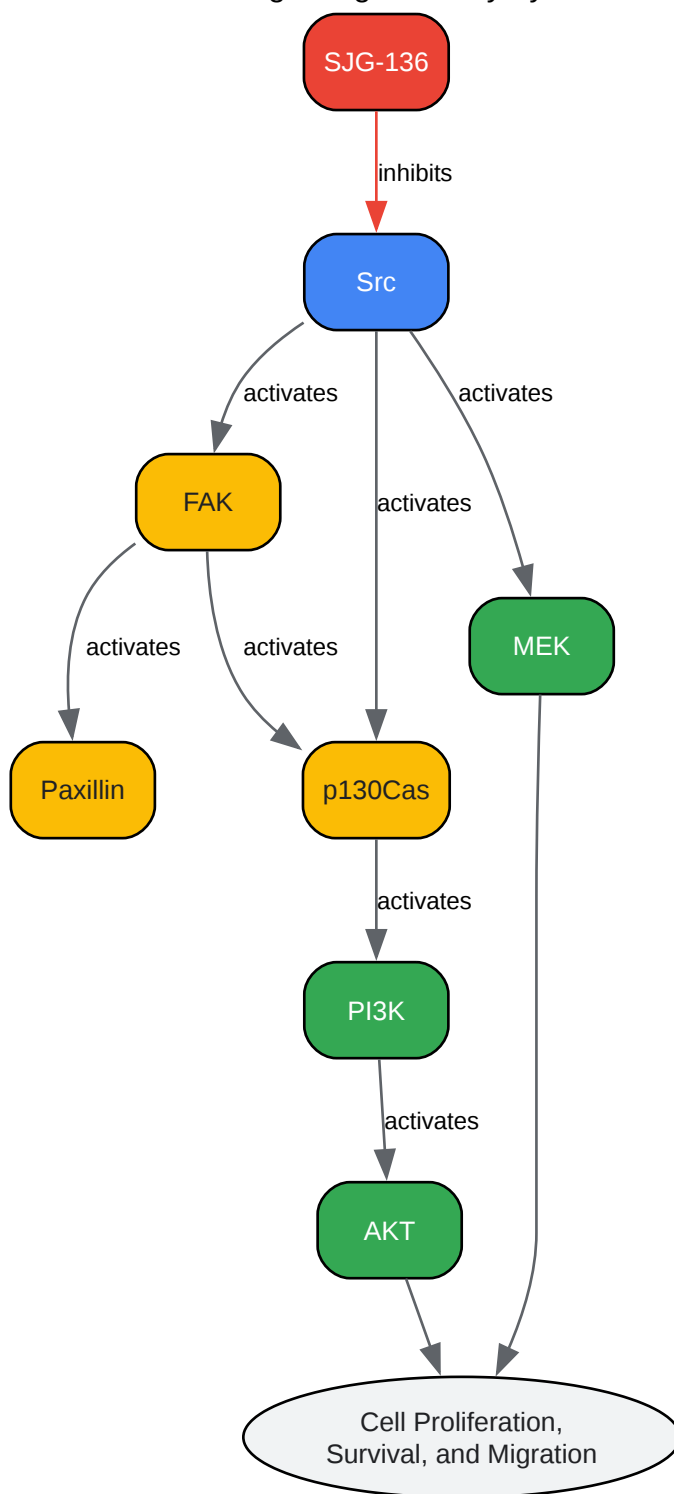 SJG-136
inhibits
Src
activates
activates
FAK
activates
activates
activates
MEK
Paxillin
p130Cas
activates
PI3K
activates
AKT
Cell Proliferation,
Survival, and Migration